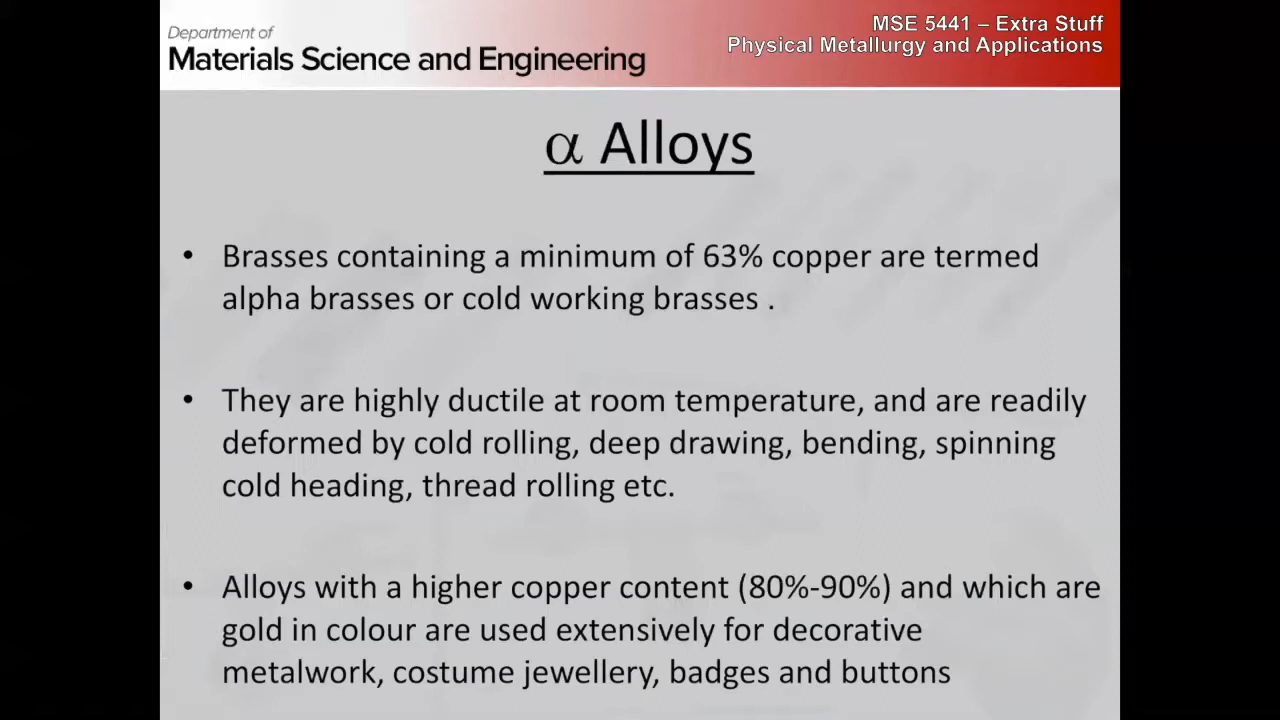 Department of
Materials Science and Engineering
MSE 5441 – Extra Stuff
Physical Metallurgy and Applications
α Alloys
• Brasses containing a minimum of 63% copper are termed
alpha brasses or cold working brasses .
• They are highly ductile at room temperature, and are readily
deformed by cold rolling, deep drawing, bending, spinning
cold heading, thread rolling etc.
• Alloys with a higher copper content (80%-90%) and which are
gold in colour are used extensively for decorative
metalwork, costume jewellery, badges and buttons